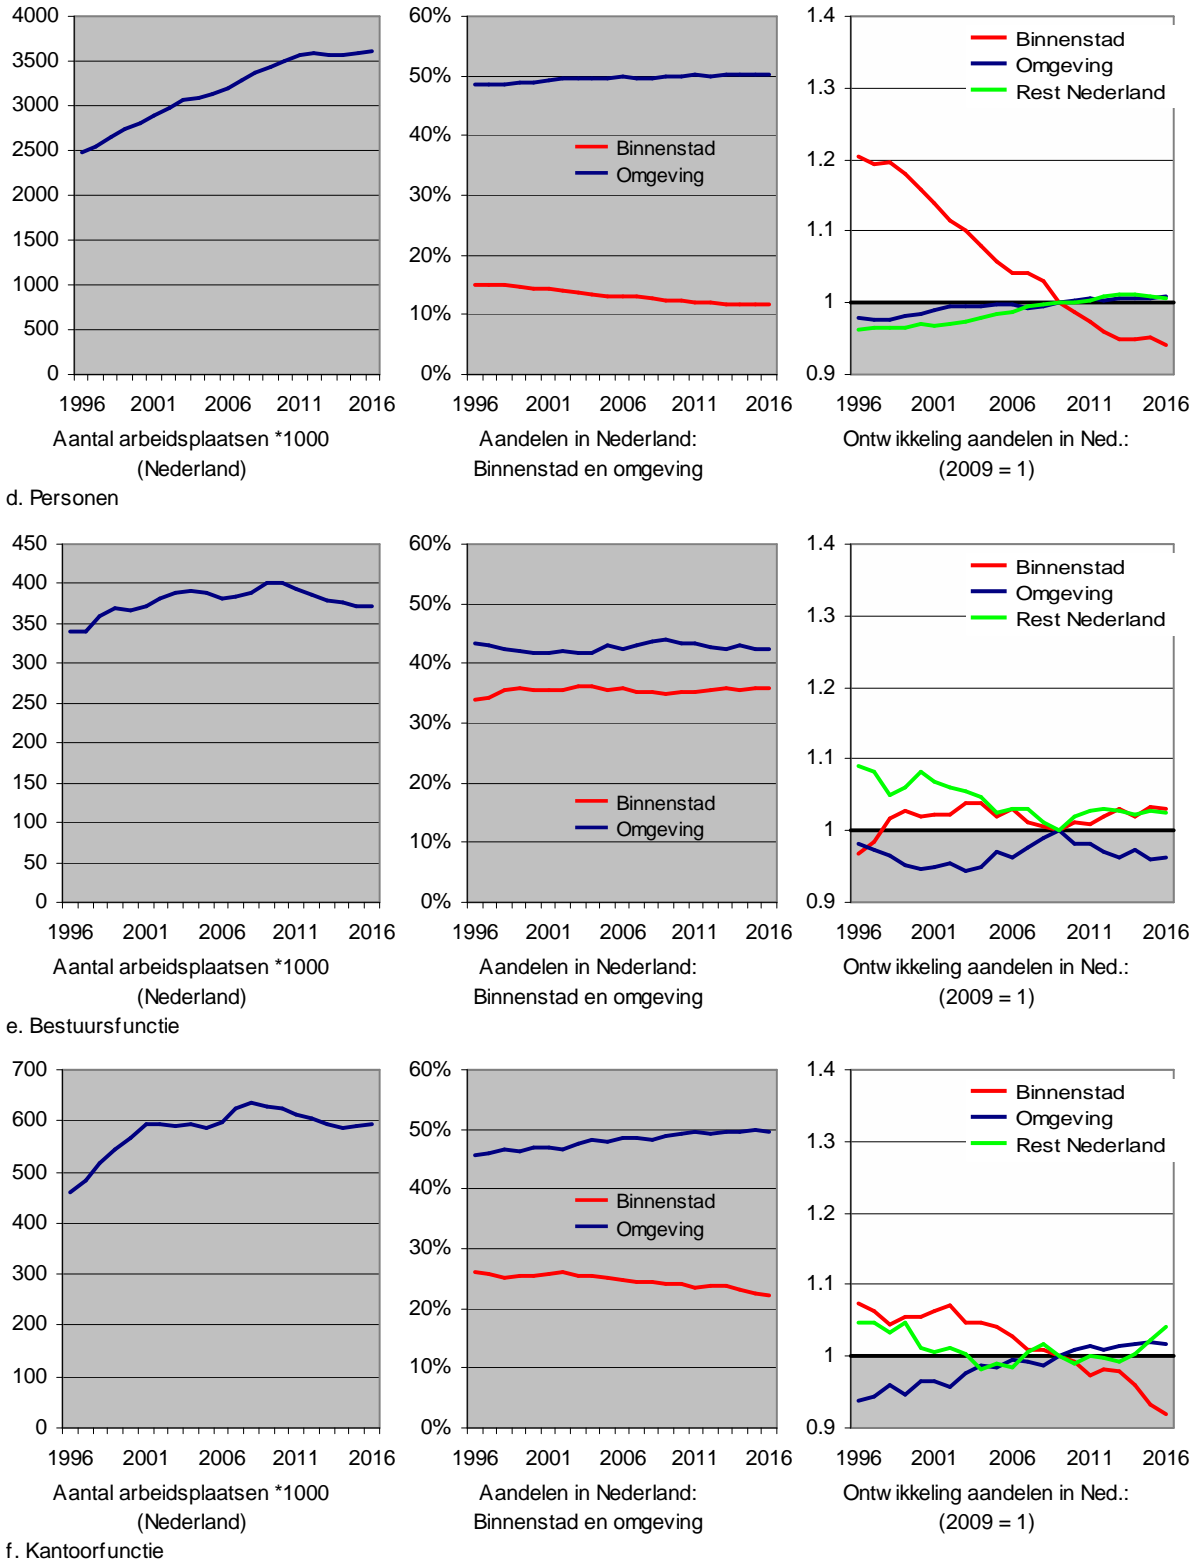 4000
3500
3000
2500
2000
1500
1000
500
0
1996 2001 2006 2011 2016
Aantal arbeidsplaatsen *1000
(Nederland)
60%
50%
40%
30%
20%
10%
0%
Binnenstad
Omgeving
1996 2001 2006 2011 2016
Aandelen in Nederland:
Binnenstad en omgeving
1.4
1.3
1.2
1.1
1
0.9
Binnenstad
Omgeving
Rest Nederland
1996 2001 2006 2011 2016
Ontwikkeling aandelen in Ned.:
(2009 = 1)
d. Personen
450
400
350
300
250
200
150
100
50
0
1996 2001 2006 2011 2016
Aantal arbeidsplaatsen *1000
(Nederland)
60%
50%
40%
30%
20%
10%
0%
Binnenstad
Omgeving
1996 2001 2006 2011 2016
Aandelen in Nederland:
Binnenstad en omgeving
1.4
1.3
1.2
1.1
1
0.9
Binnenstad
Omgeving
Rest Nederland
1996 2001 2006 2011 2016
Ontwikkeling aandelen in Ned.:
(2009 = 1)
e. Bestuursfunctie
700
600
500
400
300
200
100
0
1996 2001 2006 2011 2016
Aantal arbeidsplaatsen *1000
(Nederland)
60%
50%
40%
30%
20%
10%
0%
Binnenstad
Omgeving
1996 2001 2006 2011 2016
Aandelen in Nederland:
Binnenstad en omgeving
1.4
1.3
1.2
1.1
1
0.9
Binnenstad
Omgeving
Rest Nederland
1996 2001 2006 2011 2016
Ontwikkeling aandelen in Ned.:
(2009 = 1)
f. Kantoorfunctie